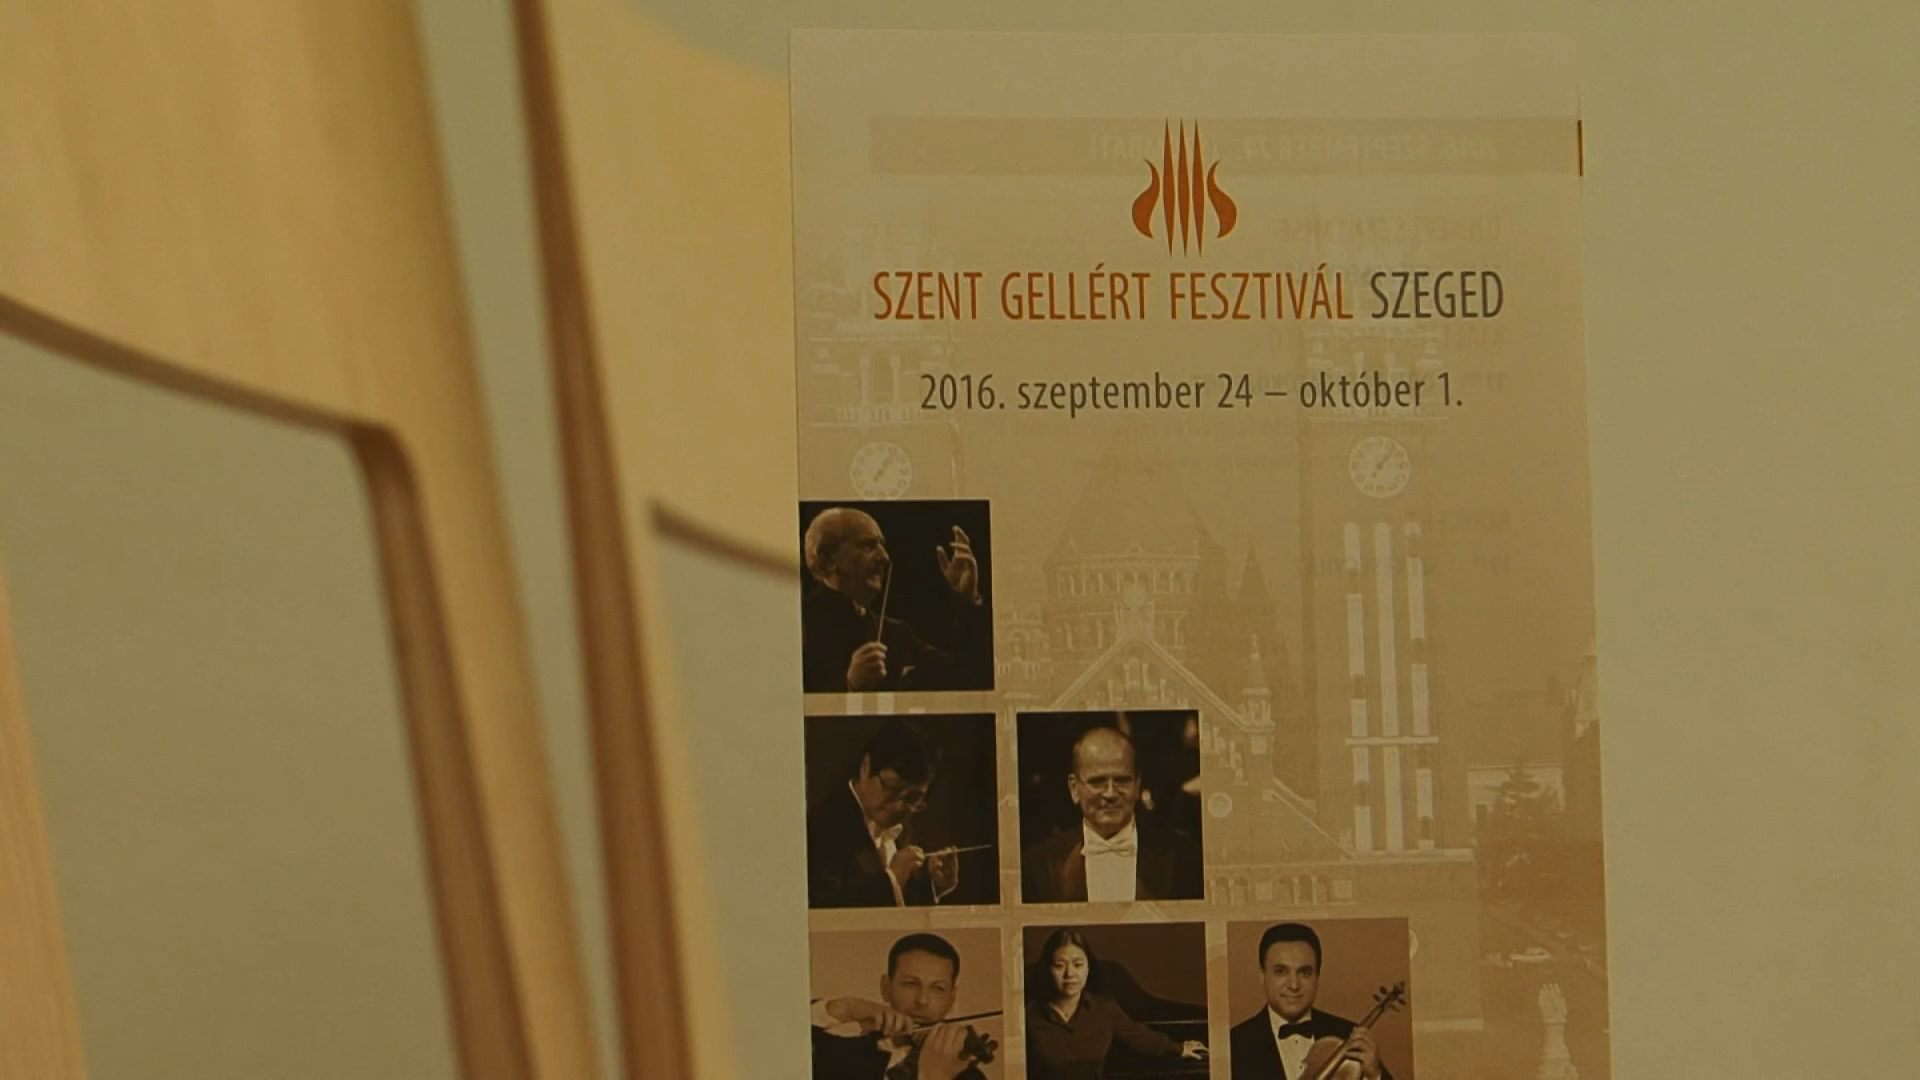 SZENT GELLÉRT FESZTIVÁL SZEGED
2016. szeptember 24 – október 1.